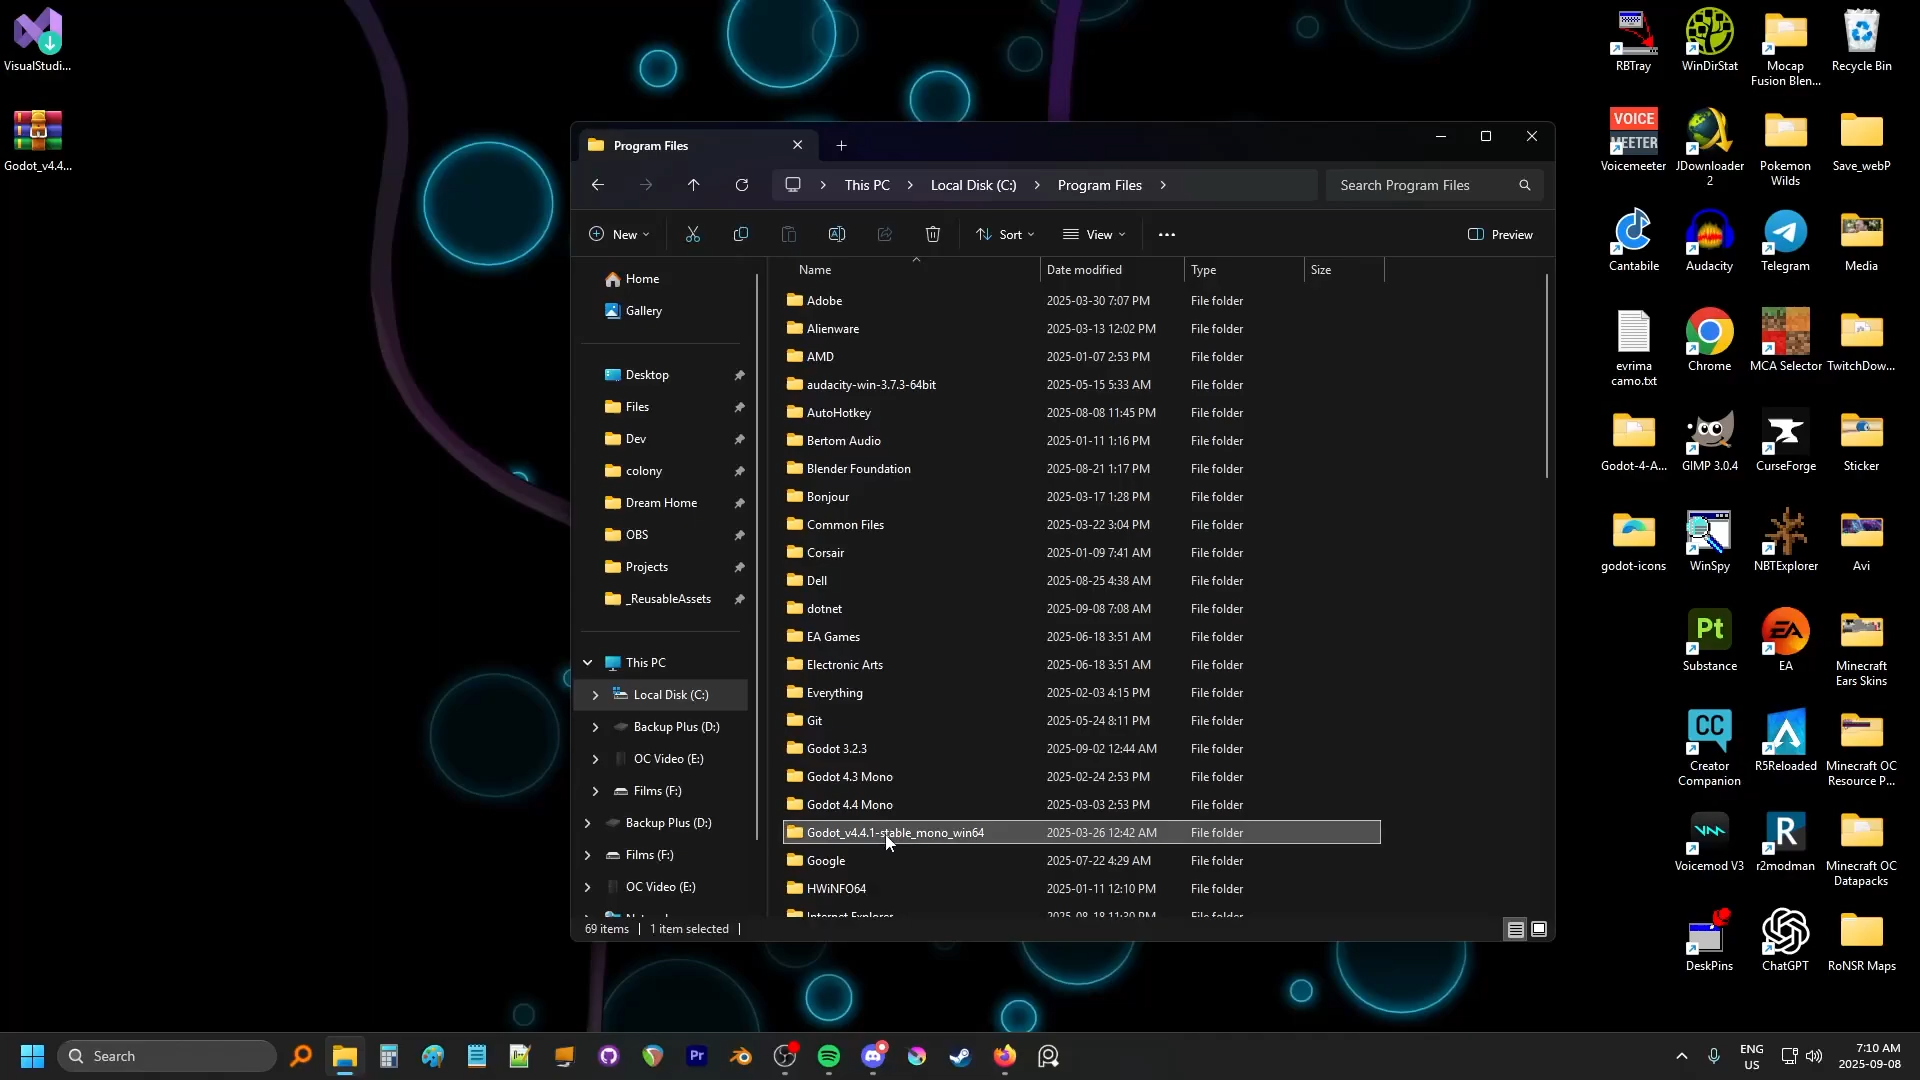 VisualStudi...
Godot_v4.4...
Program Files
This PC
Local Disk (C:)
Program Files
Search Program Files
New
Sort
View
Preview
Home
Gallery
Desktop
Files
Dev
colony
Dream Home
OBS
Projects
_ReusableAssets
This PC
Local Disk (C:)
Backup Plus (D:)
OC Video (E:)
Films (F:)
Backup Plus (D:)
Films (F:)
OC Video (E:)
Name Date modified Type Size
Adobe 2025-03-30 7:07 PM File folder
Alienware 2025-03-13 12:02 PM File folder
AMD 2025-01-07 2:53 PM File folder
audacity-win-3.7.3-64bit 2025-05-15 5:33 AM File folder
AutoHotkey 2025-08-08 11:45 PM File folder
Bertom Audio 2025-01-11 1:16 PM File folder
Blender Foundation 2025-08-21 1:17 PM File folder
Bonjour 2025-03-17 1:28 PM File folder
Common Files 2025-03-22 3:04 PM File folder
Corsair 2025-01-09 7:41 AM File folder
Dell 2025-08-25 4:38 AM File folder
dotnet 2025-09-08 7:08 AM File folder
EA Games 2025-06-18 3:51 AM File folder
Electronic Arts 2025-06-18 3:51 AM File folder
Everything 2025-02-03 4:15 PM File folder
Git 2025-05-24 8:11 PM File folder
Godot 3.2.3 2025-09-02 12:44 AM File folder
Godot 4.3 Mono 2025-02-24 2:53 PM File folder
Godot 4.4 Mono 2025-03-03 2:53 PM File folder
Godot_v4.4.1-stable_mono_win64 2025-03-26 12:42 AM File folder
Google 2025-07-22 4:29 AM File folder
HWiNFO64 2025-01-11 12:10 PM File folder
Internet Explorer 2025-08-18 11:30 PM File folder
69 items 1 item selected
RBTray
WinDirStat
Mocap
Fusion Blen...
Recycle Bin
VOICE
MEETER
Voicemeeter
JDownloader
2
Pokemon
Wilds
Save_webP
Cantabile
Audacity
Telegram
Media
evrima
camo.txt
Chrome
MCA Selector
TwitchDow...
Godot-4-A...
GIMP 3.0.4
CurseForge
Sticker
godot-icons
WinSpy
NBTExplorer
Avi
Pt
Substance
EA
EA
Minecraft
Ears Skins
CC
Creator
Companion
R5Reloaded
Minecraft OC
Resource P...
Voicemod V3
R
r2modman
Minecraft OC
Datapacks
DeskPins
ChatGPT
RoNSR Maps
Search
Pr
ENG
US
7:10 AM
2025-09-08